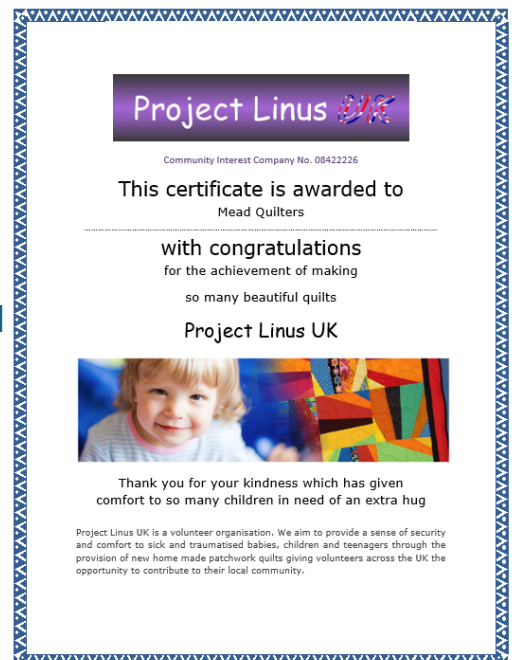 Project Linus UK
Community Interest Company No. 08422226
This certificate is awarded to
Mead Quilters
with congratulations
for the achievement of making
so many beautiful quilts
Project Linus UK
Thank you for your kindness which has given
comfort to so many children in need of an extra hug
Project Linus UK is a volunteer organisation. We aim to provide a sense of security
and comfort to sick and traumatised babies, children and teenagers through the
provision of new home made patchwork quilts giving volunteers across the UK the
opportunity to contribute to their local community.